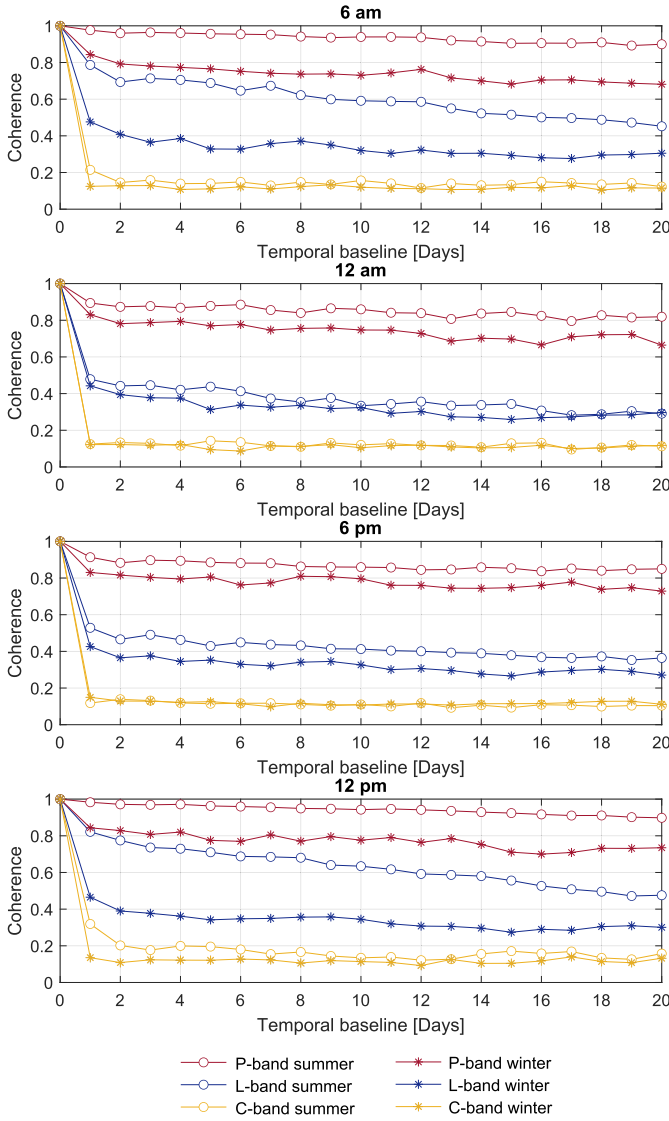 6 am
1
0.8
0.6
0.4
0.2
0
Coherence
0 2 4 6 8 10 12 14 16 18 20
Temporal baseline [Days]
12 am
1
0.8
0.6
0.4
0.2
0
Coherence
0 2 4 6 8 10 12 14 16 18 20
Temporal baseline [Days]
6 pm
1
0.8
0.6
0.4
0.2
0
Coherence
0 2 4 6 8 10 12 14 16 18 20
Temporal baseline [Days]
12 pm
1
0.8
0.6
0.4
0.2
0
Coherence
0 2 4 6 8 10 12 14 16 18 20
Temporal baseline [Days]
P-band summer P-band winter
L-band summer L-band winter
C-band summer C-band winter